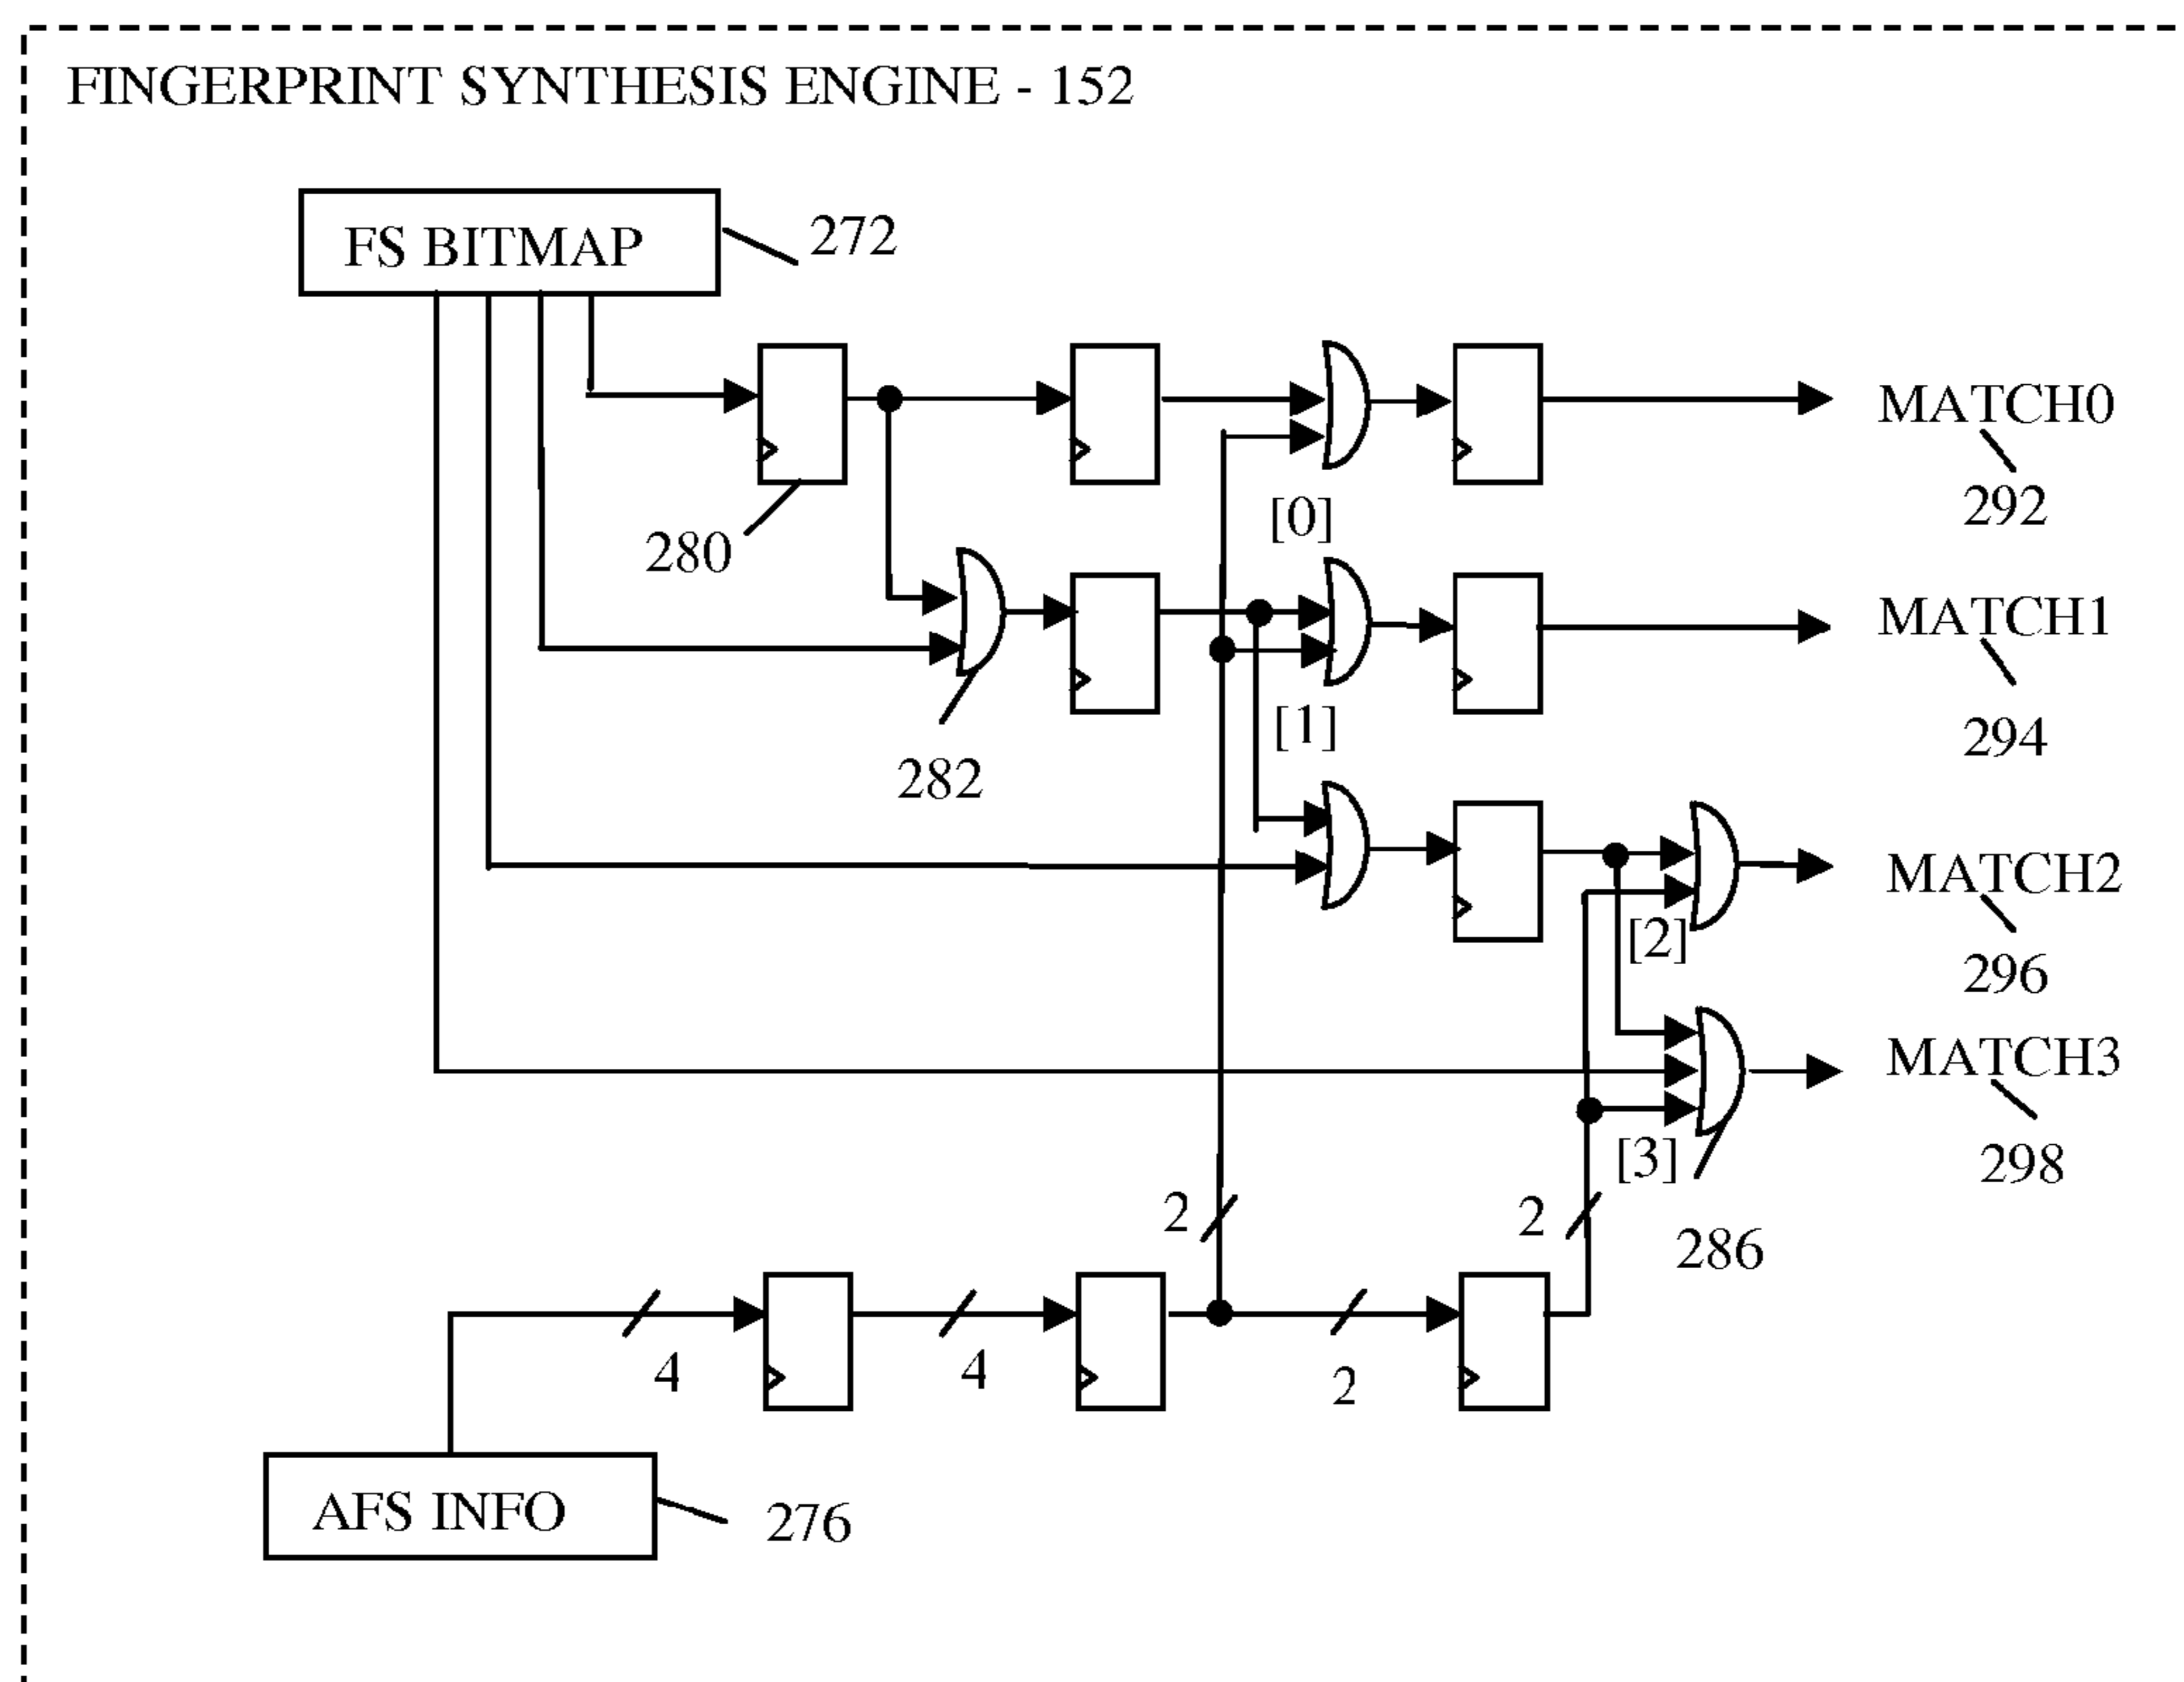 FINGERPRINT SYNTHESIS ENGINE - 152
FS BITMAP
272
MATCH0
292
[0]
280
MATCH1
294
[1]
282
MATCH2
[2]
296
MATCH3
[3]
298
2
2
286
4
4
2
AFS INFO
276